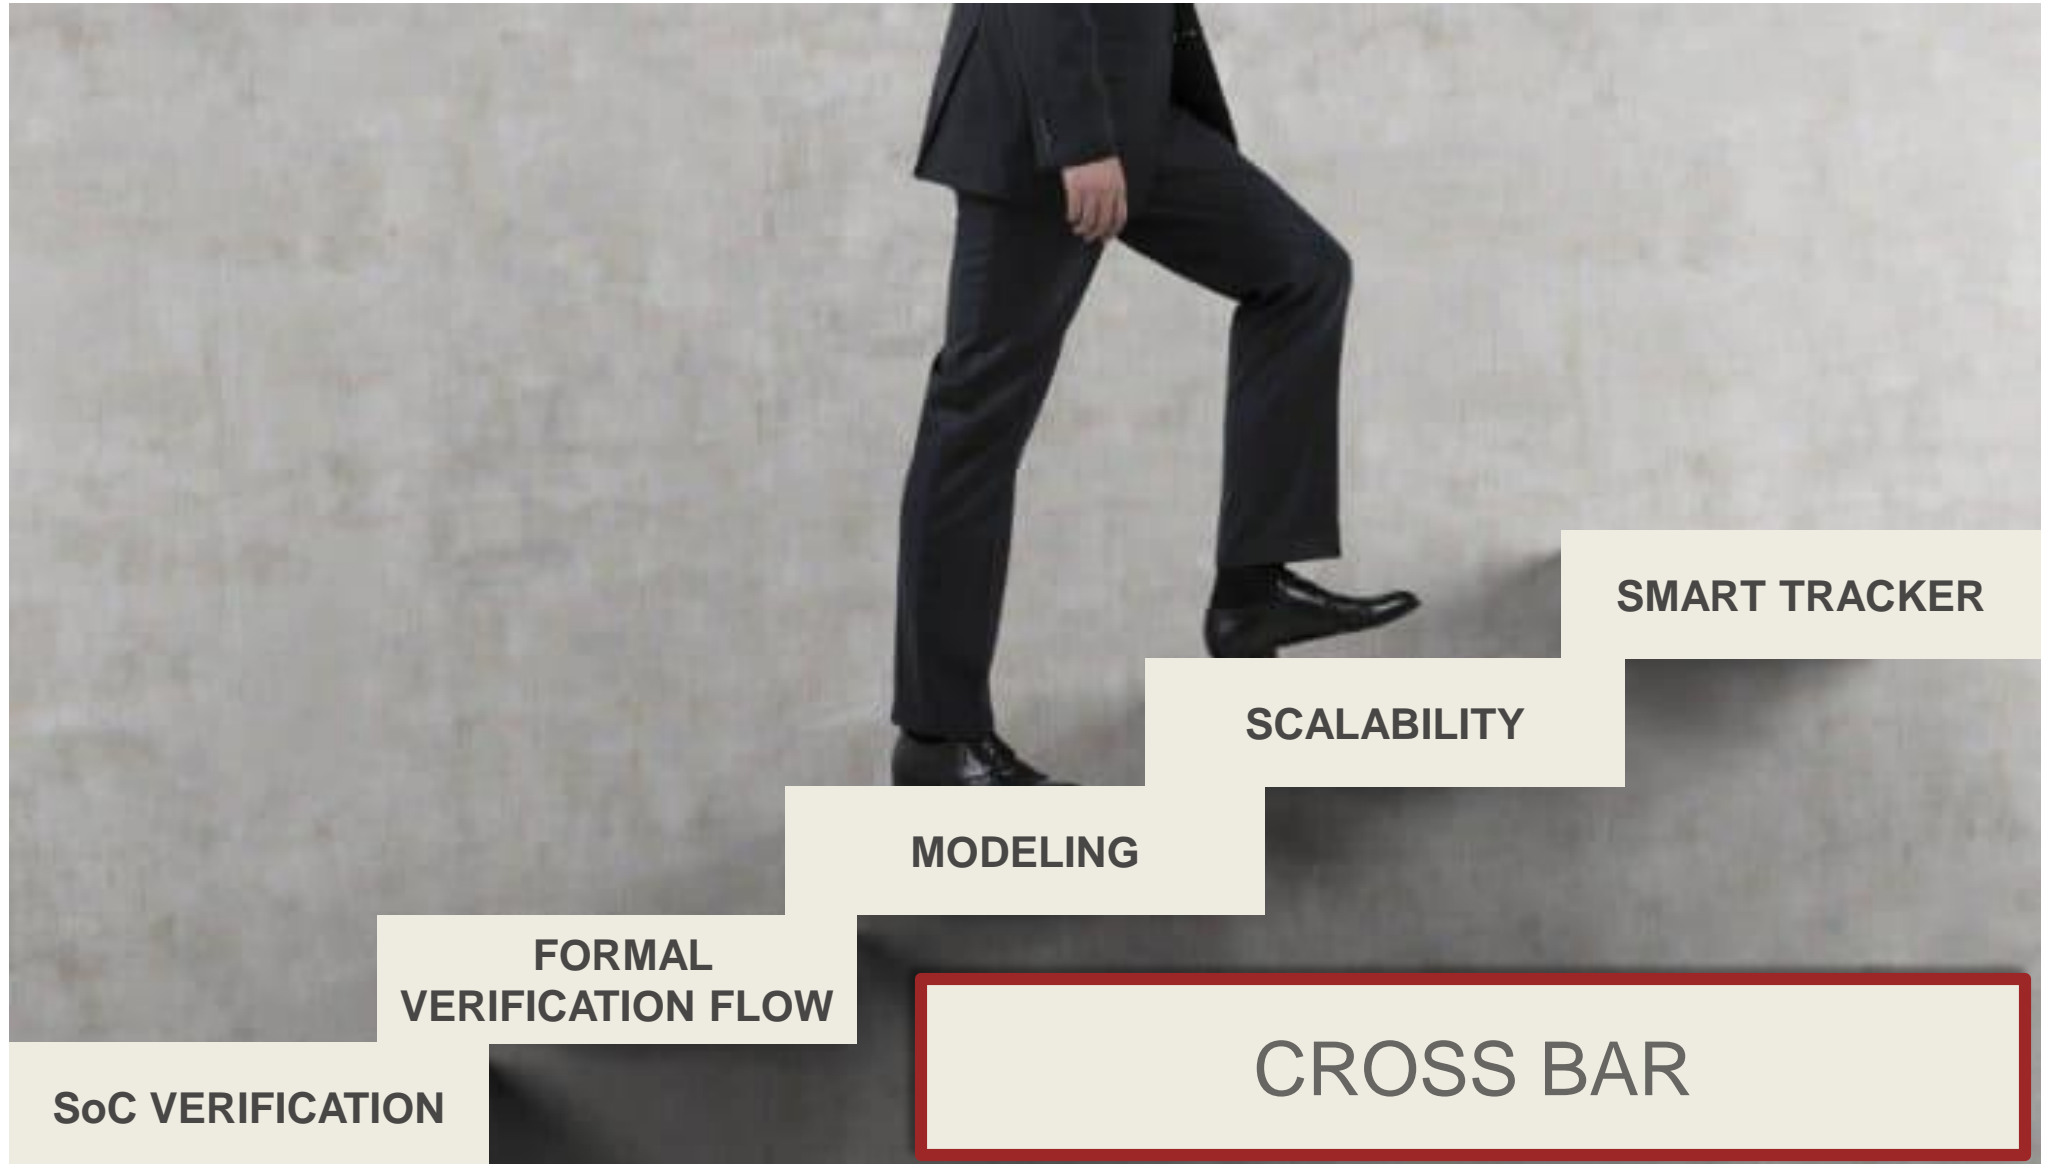 SMART TRACKER
SCALABILITY
MODELING
FORMAL
VERIFICATION FLOW
CROSS BAR
SoC VERIFICATION